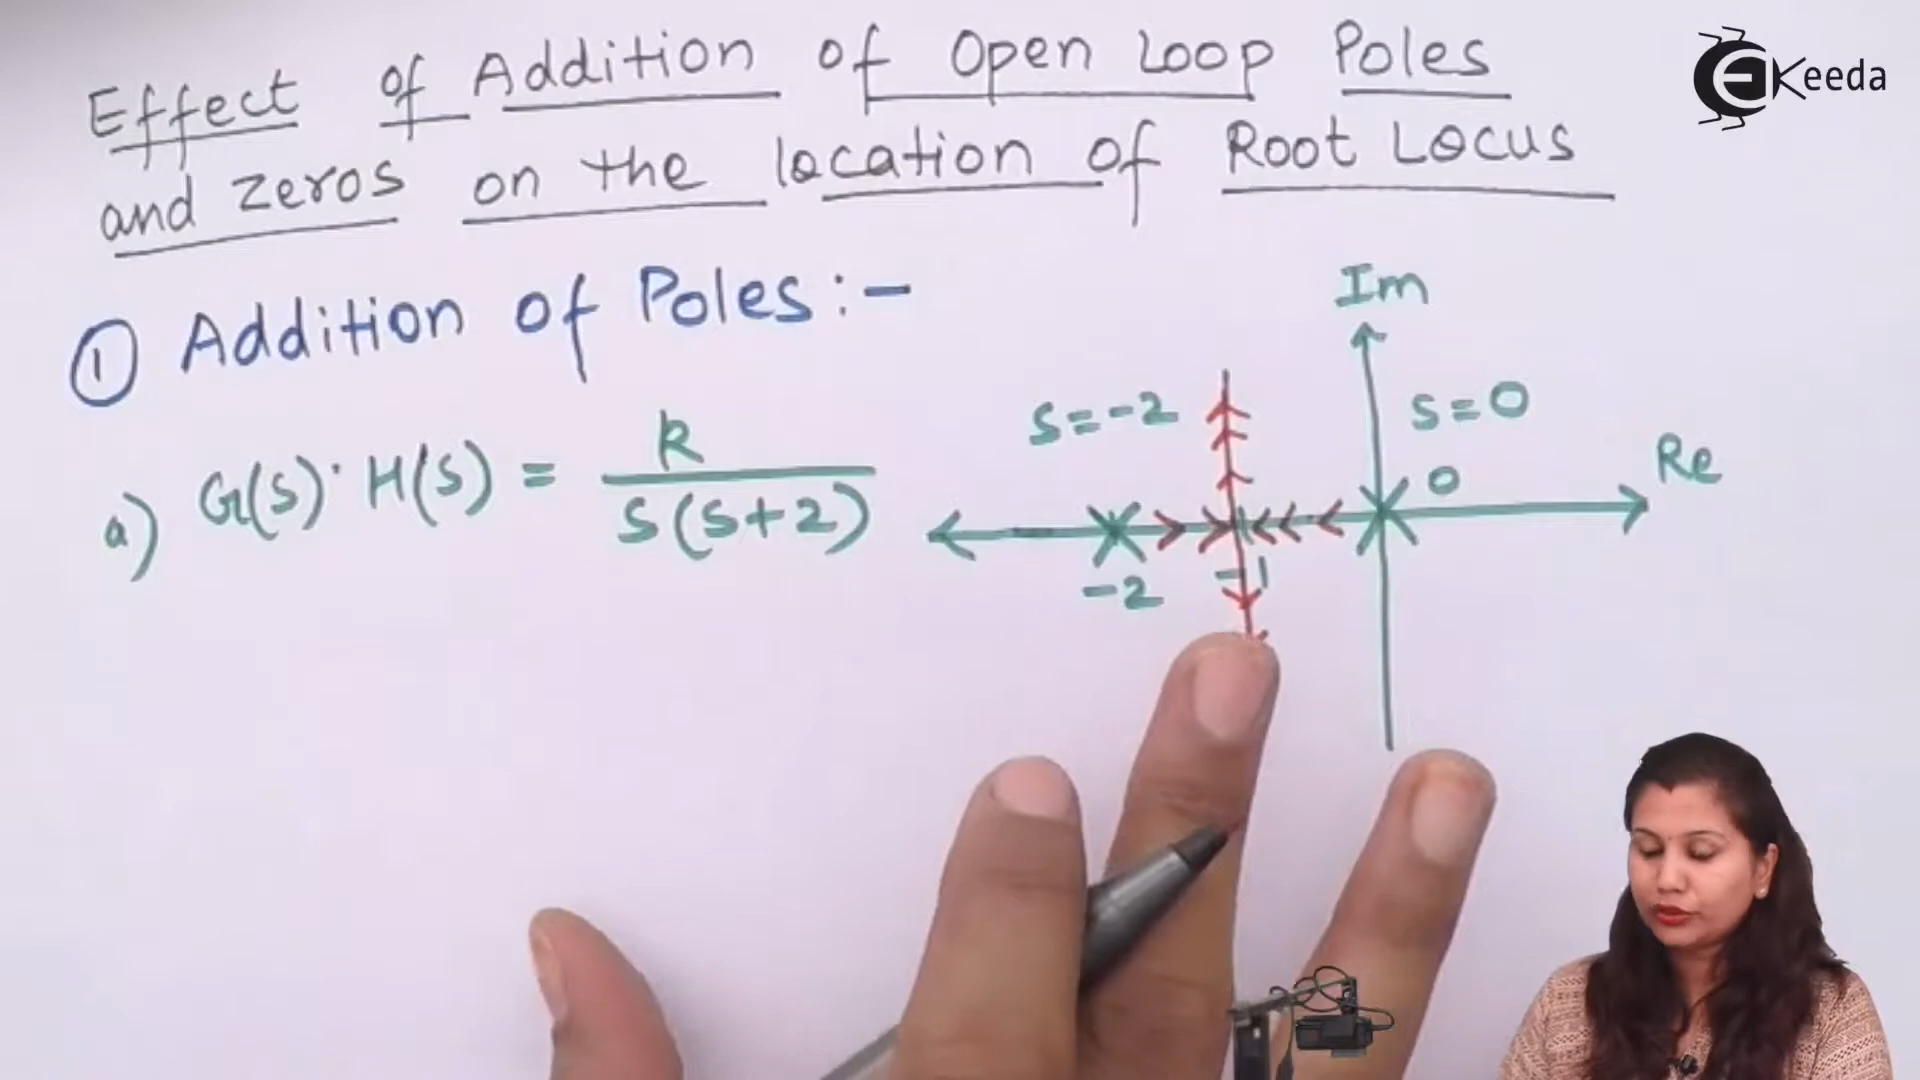 Effect of Addition of Open Loop Poles
and zeros on the location of Root Locus
① Addition of Poles:-
a) G(s)·H(s) = k / s(s+2)
Im
s=-2
s=0
Re
0
-2
-1
Ekeeda